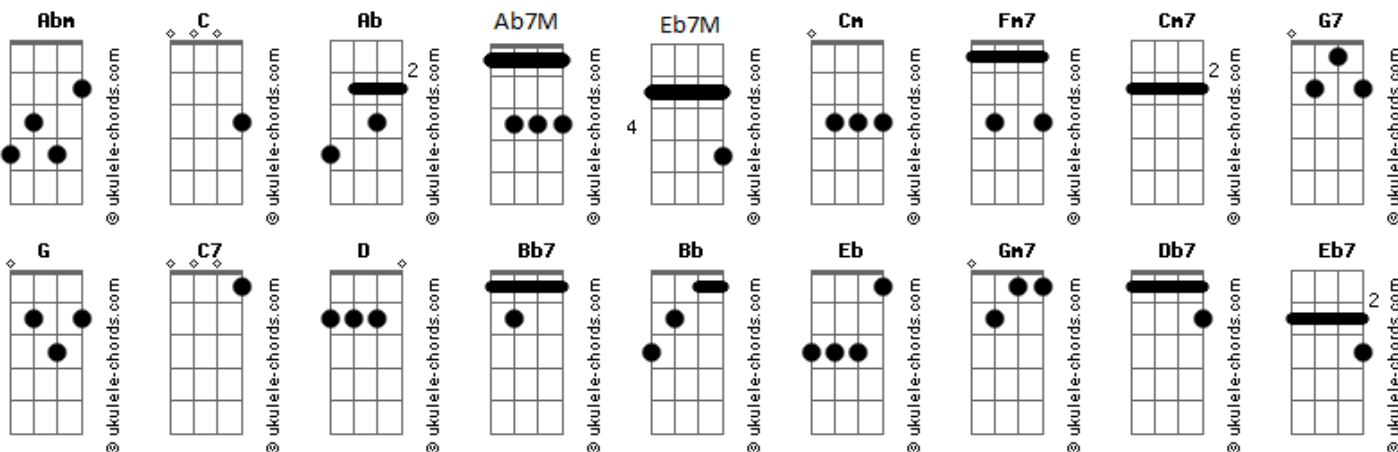 Abm C Ab Ab7M Eb7M Cm Fm7 Cm7 G7
2 2
4
© ukulele-chords.com © ukulele-chords.com © ukulele-chords.com © ukulele-chords.com © ukulele-chords.com © ukulele-chords.com © ukulele-chords.com © ukulele-chords.com © ukulele-chords.com
G C7 D Bb7 Bb Eb Gm7 Db7 Eb7
2
© ukulele-chords.com © ukulele-chords.com © ukulele-chords.com © ukulele-chords.com © ukulele-chords.com © ukulele-chords.com © ukulele-chords.com © ukulele-chords.com © ukulele-chords.com